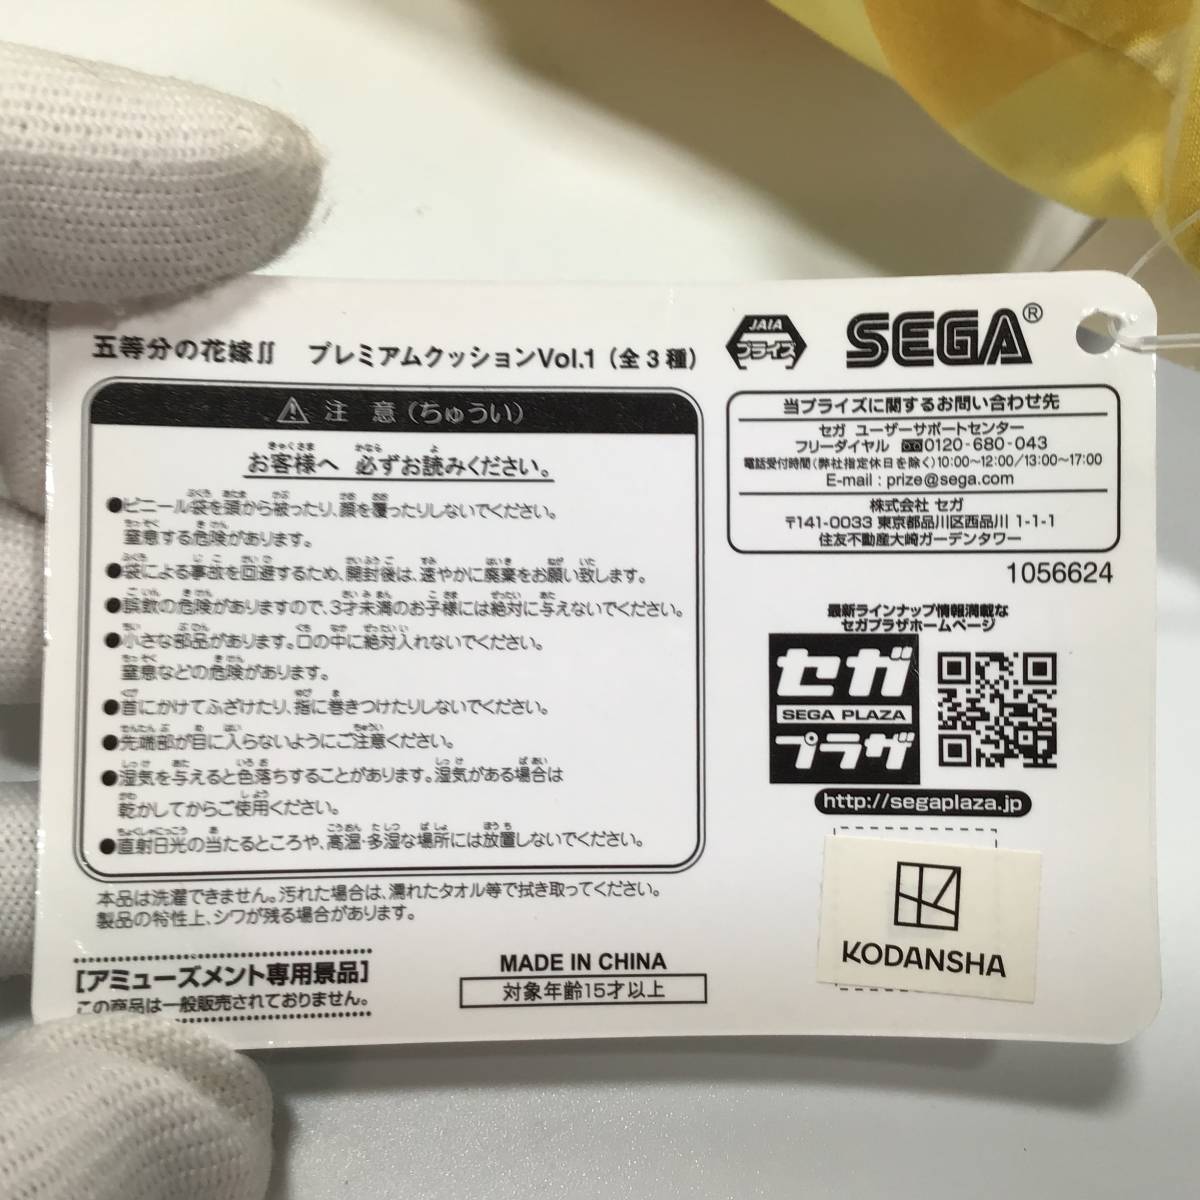 五等分の花嫁∬ プレミアムクッションVol.1（全3種）
⚠ 注 意（ちゅうい）
お客様へ 必ずお読みください。
●ビニール袋を頭から被ったり、顔を覆ったりしないでください。
窒息する危険があります。
●袋による事故を回避するため、開封後は、速やかに廃棄をお願い致します。
●誤飲の危険がありますので、3才未満のお子様には絶対に与えないでください。
●小さな部品があります。口の中に絶対入れないでください。
窒息などの危険があります。
●首にかけてふざけたり、指に巻きつけたりしないでください。
●先端部が目に入らないようにご注意ください。
●湿気を与えると色落ちすることがあります。湿気がある場合は
乾かしてからご使用ください。
●直射日光の当たるところや、高温・多湿な場所には放置しないでください。
本品は洗濯できません。汚れた場合は、濡れたタオル等で拭き取ってください。
製品の特性上、シワが残る場合があります。
［アミューズメント専用景品］
この商品は一般販売されておりません。
MADE IN CHINA
対象年齢15才以上
JAIA
プライズ
SEGA®
当プライズに関するお問い合わせ先
セガ ユーザーサポートセンター
フリーダイヤル 0120-680-043
電話受付時間（弊社指定休日を除く）10:00〜12:00/13:00〜17:00
E-mail : prize@sega.com
株式会社 セガ
〒141-0033 東京都品川区西品川 1-1-1
住友不動産大崎ガーデンタワー
1056624
最新ラインナップ情報満載な
セガプラザホームページ
セガ
SEGA PLAZA
プラザ
http://segaplaza.jp
KODANSHA